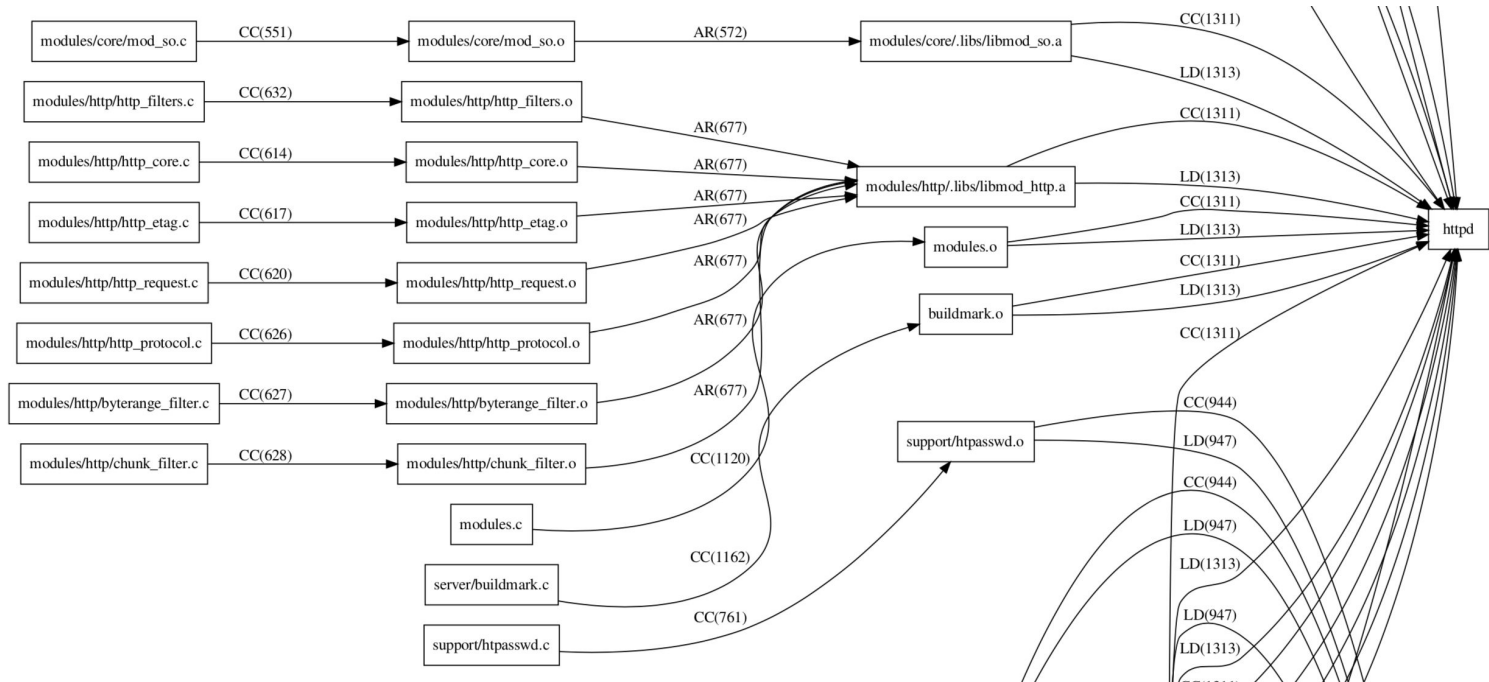 modules/core/mod_so.c
CC(551)
modules/core/mod_so.o
AR(572)
modules/core/.libs/libmod_so.a
CC(1311)
LD(1313)
modules/http/http_filters.c
CC(632)
modules/http/http_filters.o
AR(677)
CC(1311)
modules/http/http_core.c
CC(614)
modules/http/http_core.o
AR(677)
modules/http/.libs/libmod_http.a
LD(1313)
modules/http/http_etag.c
CC(617)
modules/http/http_etag.o
AR(677)
AR(677)
modules.o
CC(1311)
LD(1313)
httpd
modules/http/http_request.c
CC(620)
modules/http/http_request.o
AR(677)
CC(1311)
buildmark.o
LD(1313)
modules/http/http_protocol.c
CC(626)
modules/http/http_protocol.o
AR(677)
CC(1311)
modules/http/byterange_filter.c
CC(627)
modules/http/byterange_filter.o
AR(677)
CC(944)
support/htpasswd.o
LD(947)
modules/http/chunk_filter.c
CC(628)
modules/http/chunk_filter.o
CC(1120)
CC(944)
modules.c
LD(947)
server/buildmark.c
CC(1162)
LD(1313)
support/htpasswd.c
CC(761)
LD(947)
LD(1313)